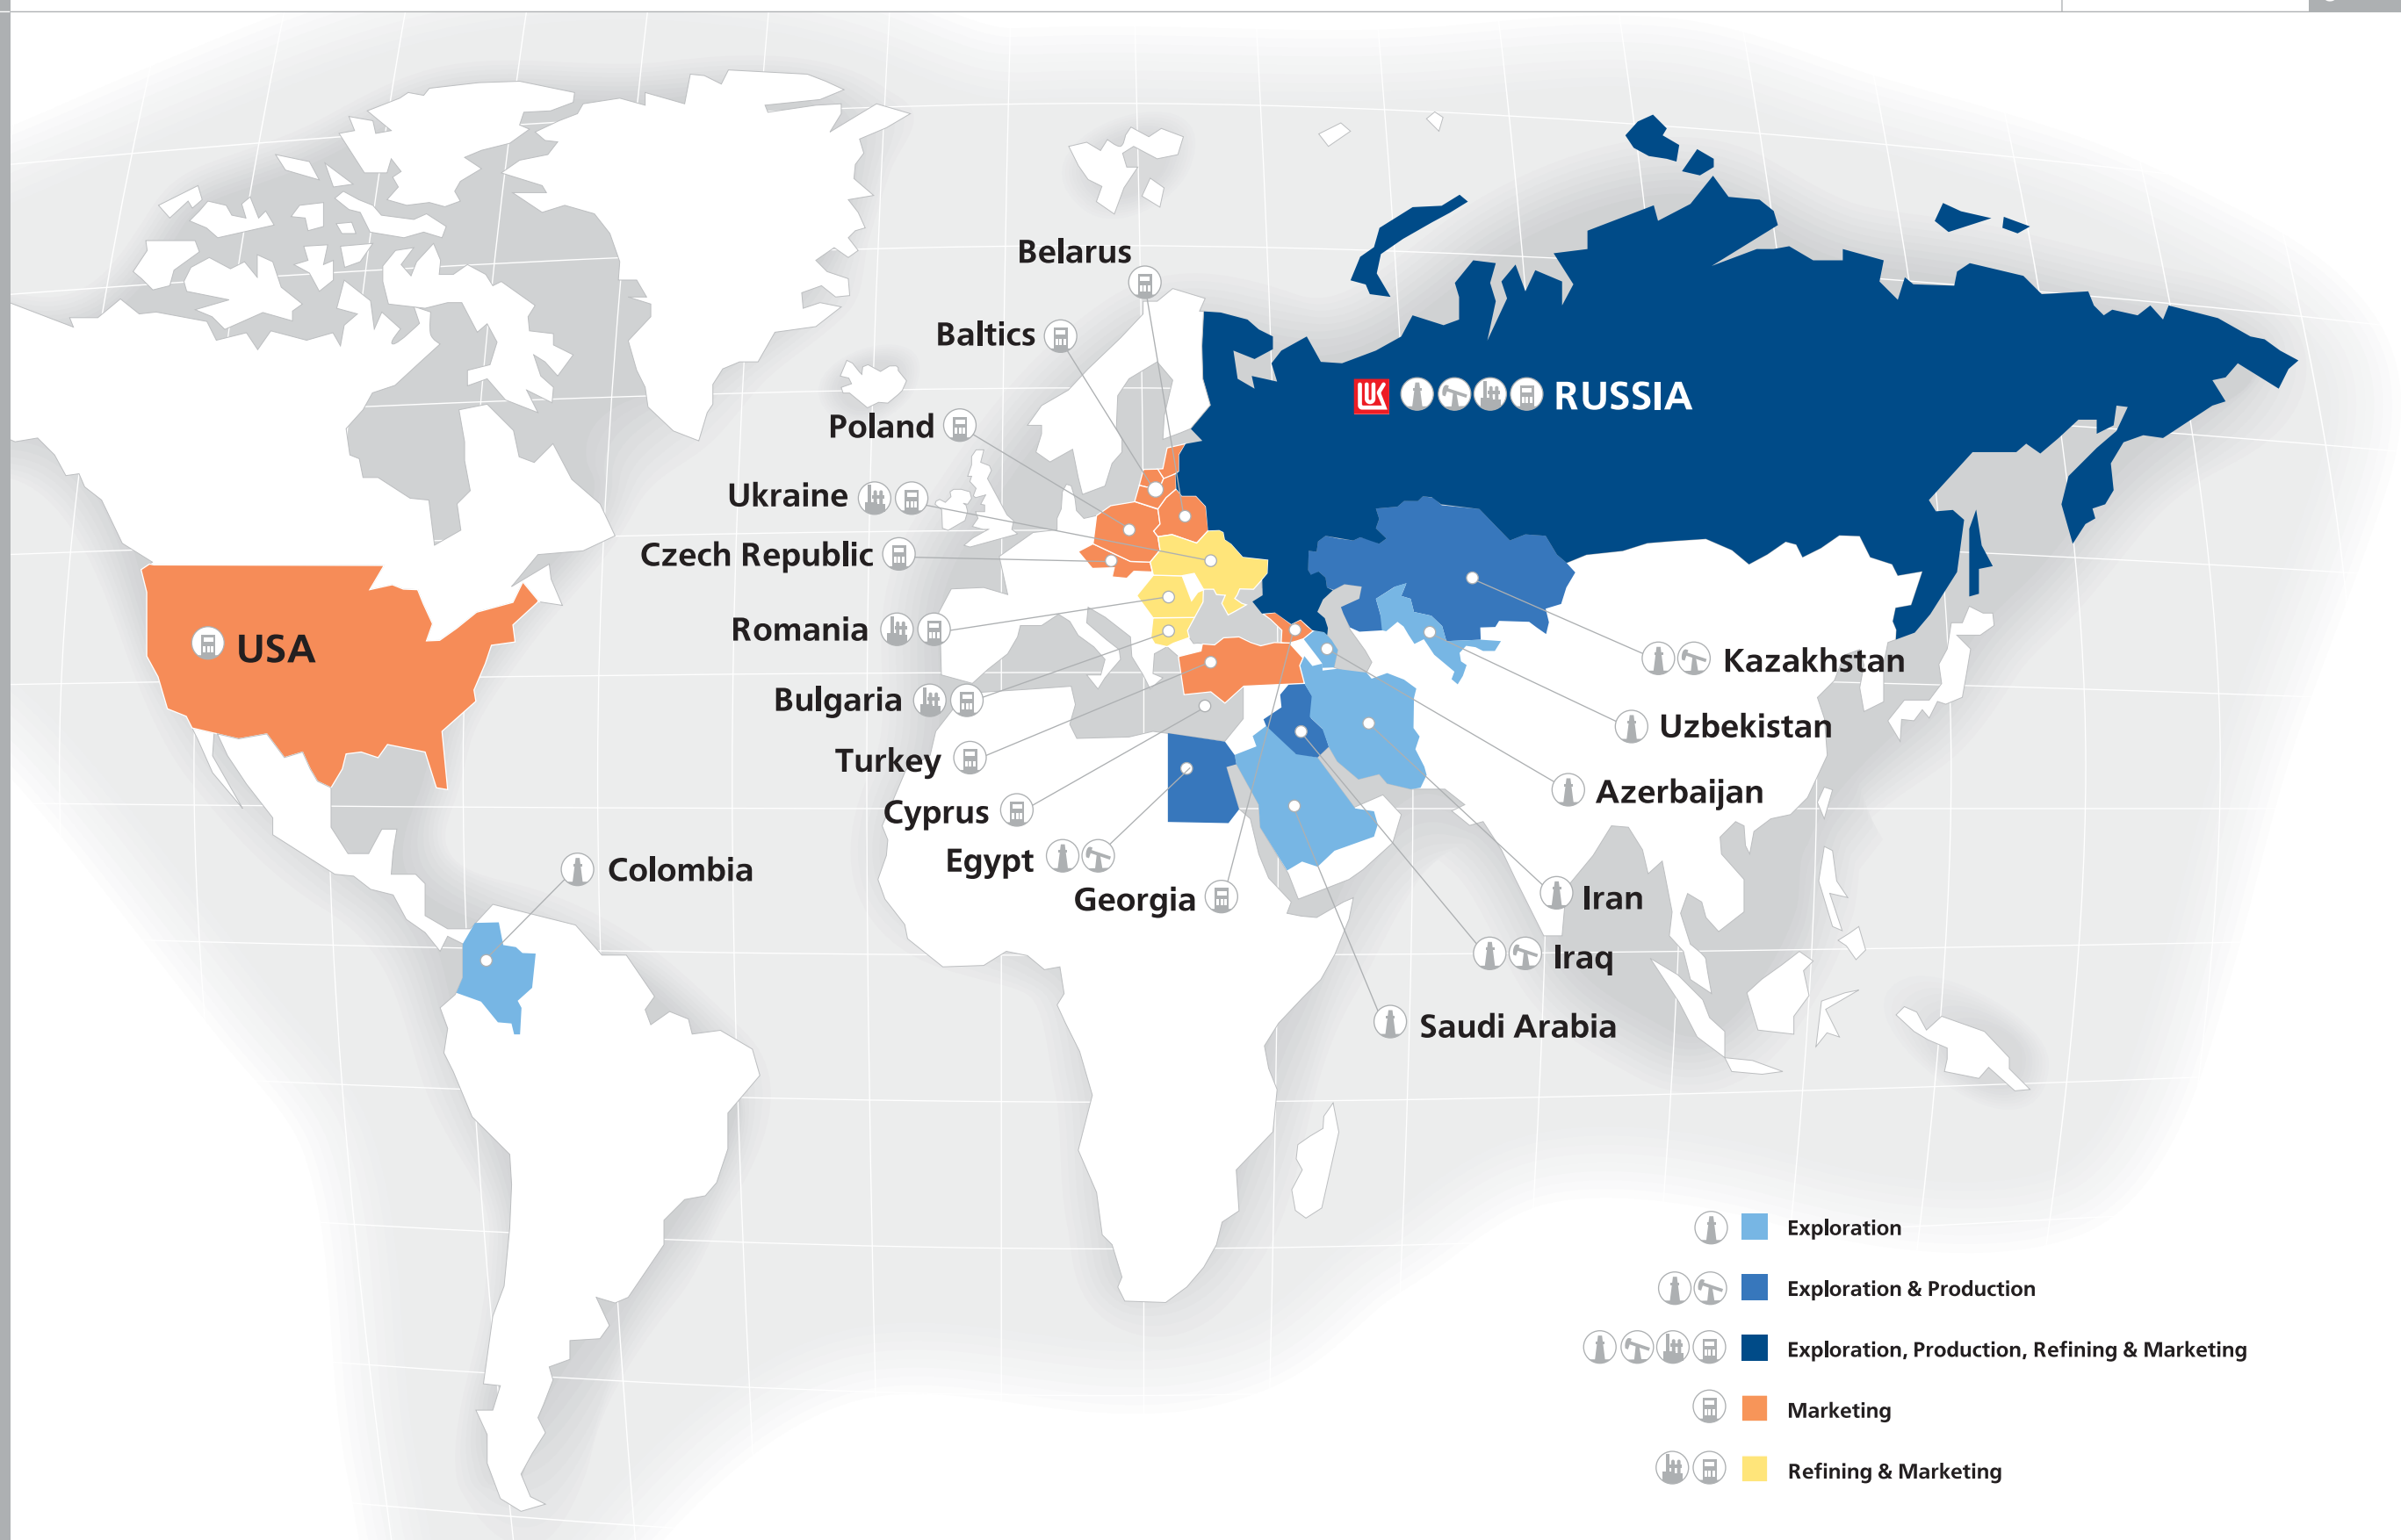 Belarus
Baltics
LUK RUSSIA
Poland
Ukraine
Czech Republic
Romania
USA
Kazakhstan
Bulgaria
Uzbekistan
Turkey
Azerbaijan
Cyprus
Egypt
Colombia
Georgia
Iran
Iraq
Saudi Arabia
Exploration
Exploration & Production
Exploration, Production, Refining & Marketing
Marketing
Refining & Marketing